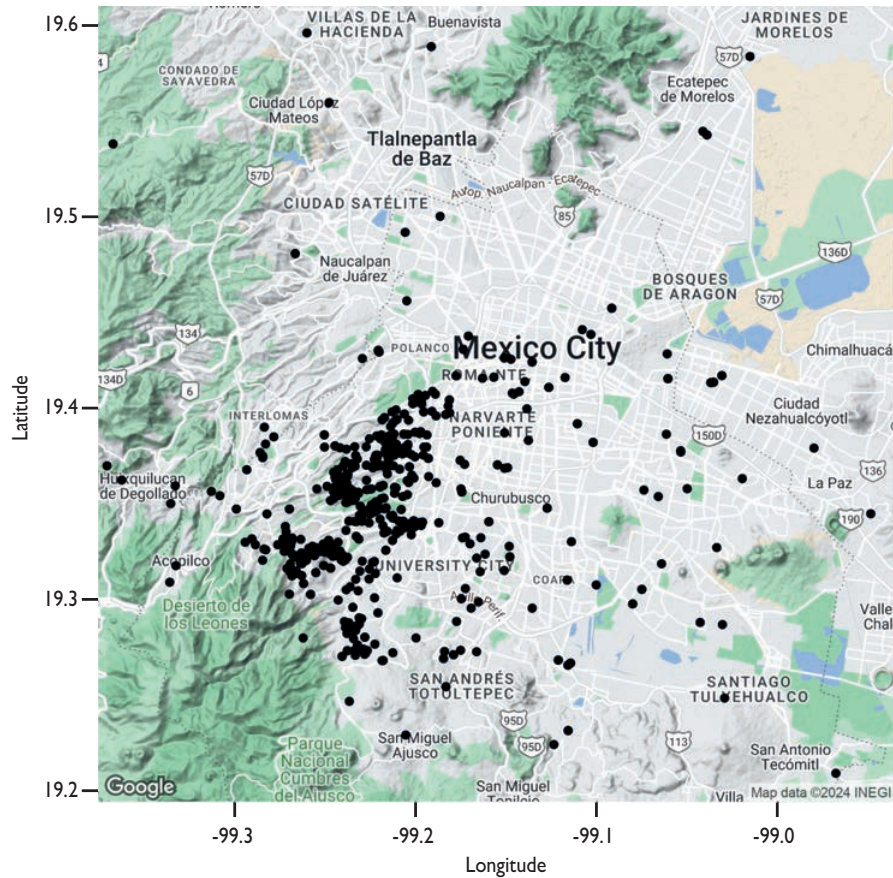 19.6
19.5
19.4
19.3
19.2
Latitude
-99.3
-99.2
-99.1
-99.0
Longitude
VILLAS DE LA
HACIENDA
Buenavista
JARDINES DE
MORELOS
57D
CONDADO DE
SAYAVEDRA
Ciudad López
Mateos
Ecatepec
de Morelos
Tlalnepantla
de Baz
57D
Autop. Naucalpan - Ecatepec
CIUDAD SATÉLITE
85
Naucalpan
de Juárez
BOSQUES
DE ARAGON
136D
57D
134
POLANCO
Mexico City
Chimalhuacá
134D
6
ROMA NTE
INTERLOMAS
NARVARTE
PONIENTE
Ciudad
Nezahualcóyotl
150D
136
Huixquilucan
de Degollado
Churubusco
La Paz
190
Acopilco
UNIVERSITY CITY
COAPA
Desierto de
los Leones
Anillo Perif.
Valle
Chal
SAN ANDRÉS
TOTOLTEPEC
SANTIAGO
TULYEHUALCO
95D
San Miguel
Ajusco
95D
113
Parque
Nacional
Cumbres
del Ajusco
San Antonio
Tecómitl
San Miguel
Villa
Google
Map data ©2024 INEGI